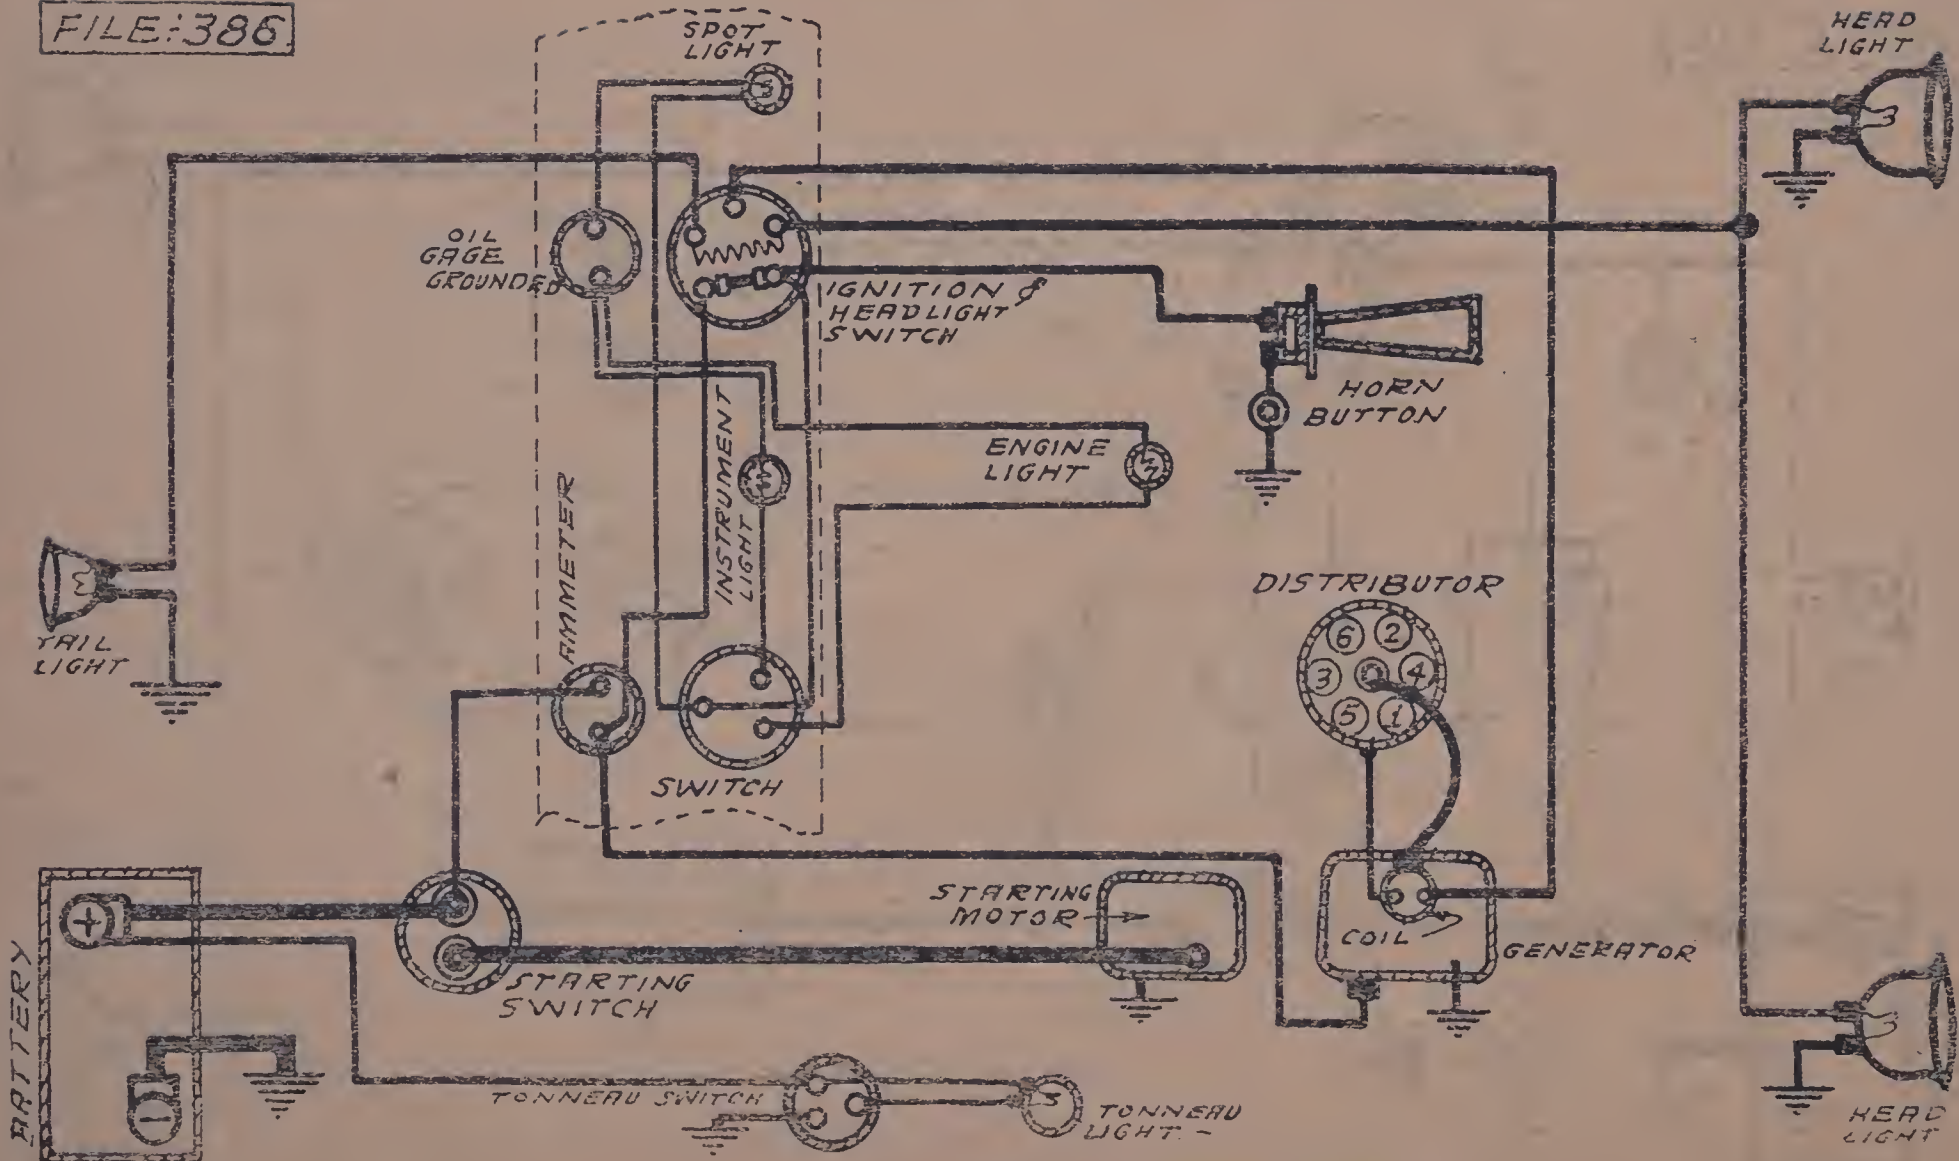 FILE:386
SPOT
LIGHT
HEAD
LIGHT
OIL
GAGE
GROUNDED
IGNITION &
HEADLIGHT
SWITCH
HORN
BUTTON
ENGINE
LIGHT
INSTRUMENT
LIGHT
AMMETER
TAIL
LIGHT
DISTRIBUTOR
6 2
3 4
5 1
SWITCH
STARTING
MOTOR
COIL
GENERATOR
BATTERY
+
STARTING
SWITCH
TONNEAU SWITCH
TONNEAU
LIGHT.-
−
HEAD
LIGHT